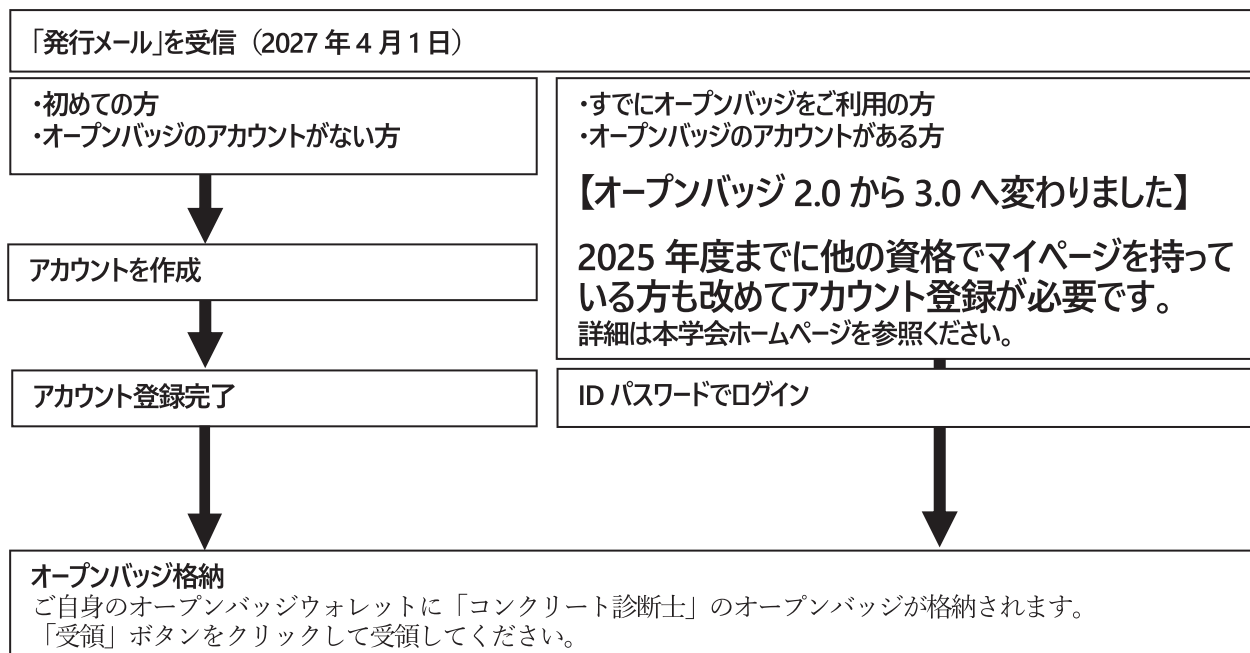 「発行メール」を受信（2027 年 4 月 1 日）
・初めての方
・オープンバッジのアカウントがない方
アカウントを作成
アカウント登録完了
・すでにオープンバッジをご利用の方
・オープンバッジのアカウントがある方
【オープンバッジ 2.0 から 3.0 へ変わりました】
2025 年度までに他の資格でマイページを持って
いる方も改めてアカウント登録が必要です。
詳細は本学会ホームページを参照ください。
ID パスワードでログイン
オープンバッジ格納
ご自身のオープンバッジウォレットに「コンクリート診断士」のオープンバッジが格納されます。
「受領」ボタンをクリックして受領してください。